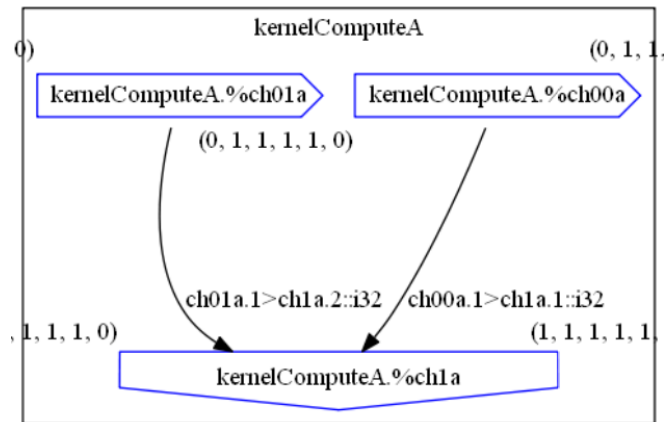 kernelComputeA
0)
(0, 1, 1,
kernelComputeA.%ch01a
kernelComputeA.%ch00a
(0, 1, 1, 1, 1, 0)
ch01a.1>ch1a.2::i32
ch00a.1>ch1a.1::i32
, 1, 1, 1, 0)
(1, 1, 1, 1, 1,
kernelComputeA.%ch1a